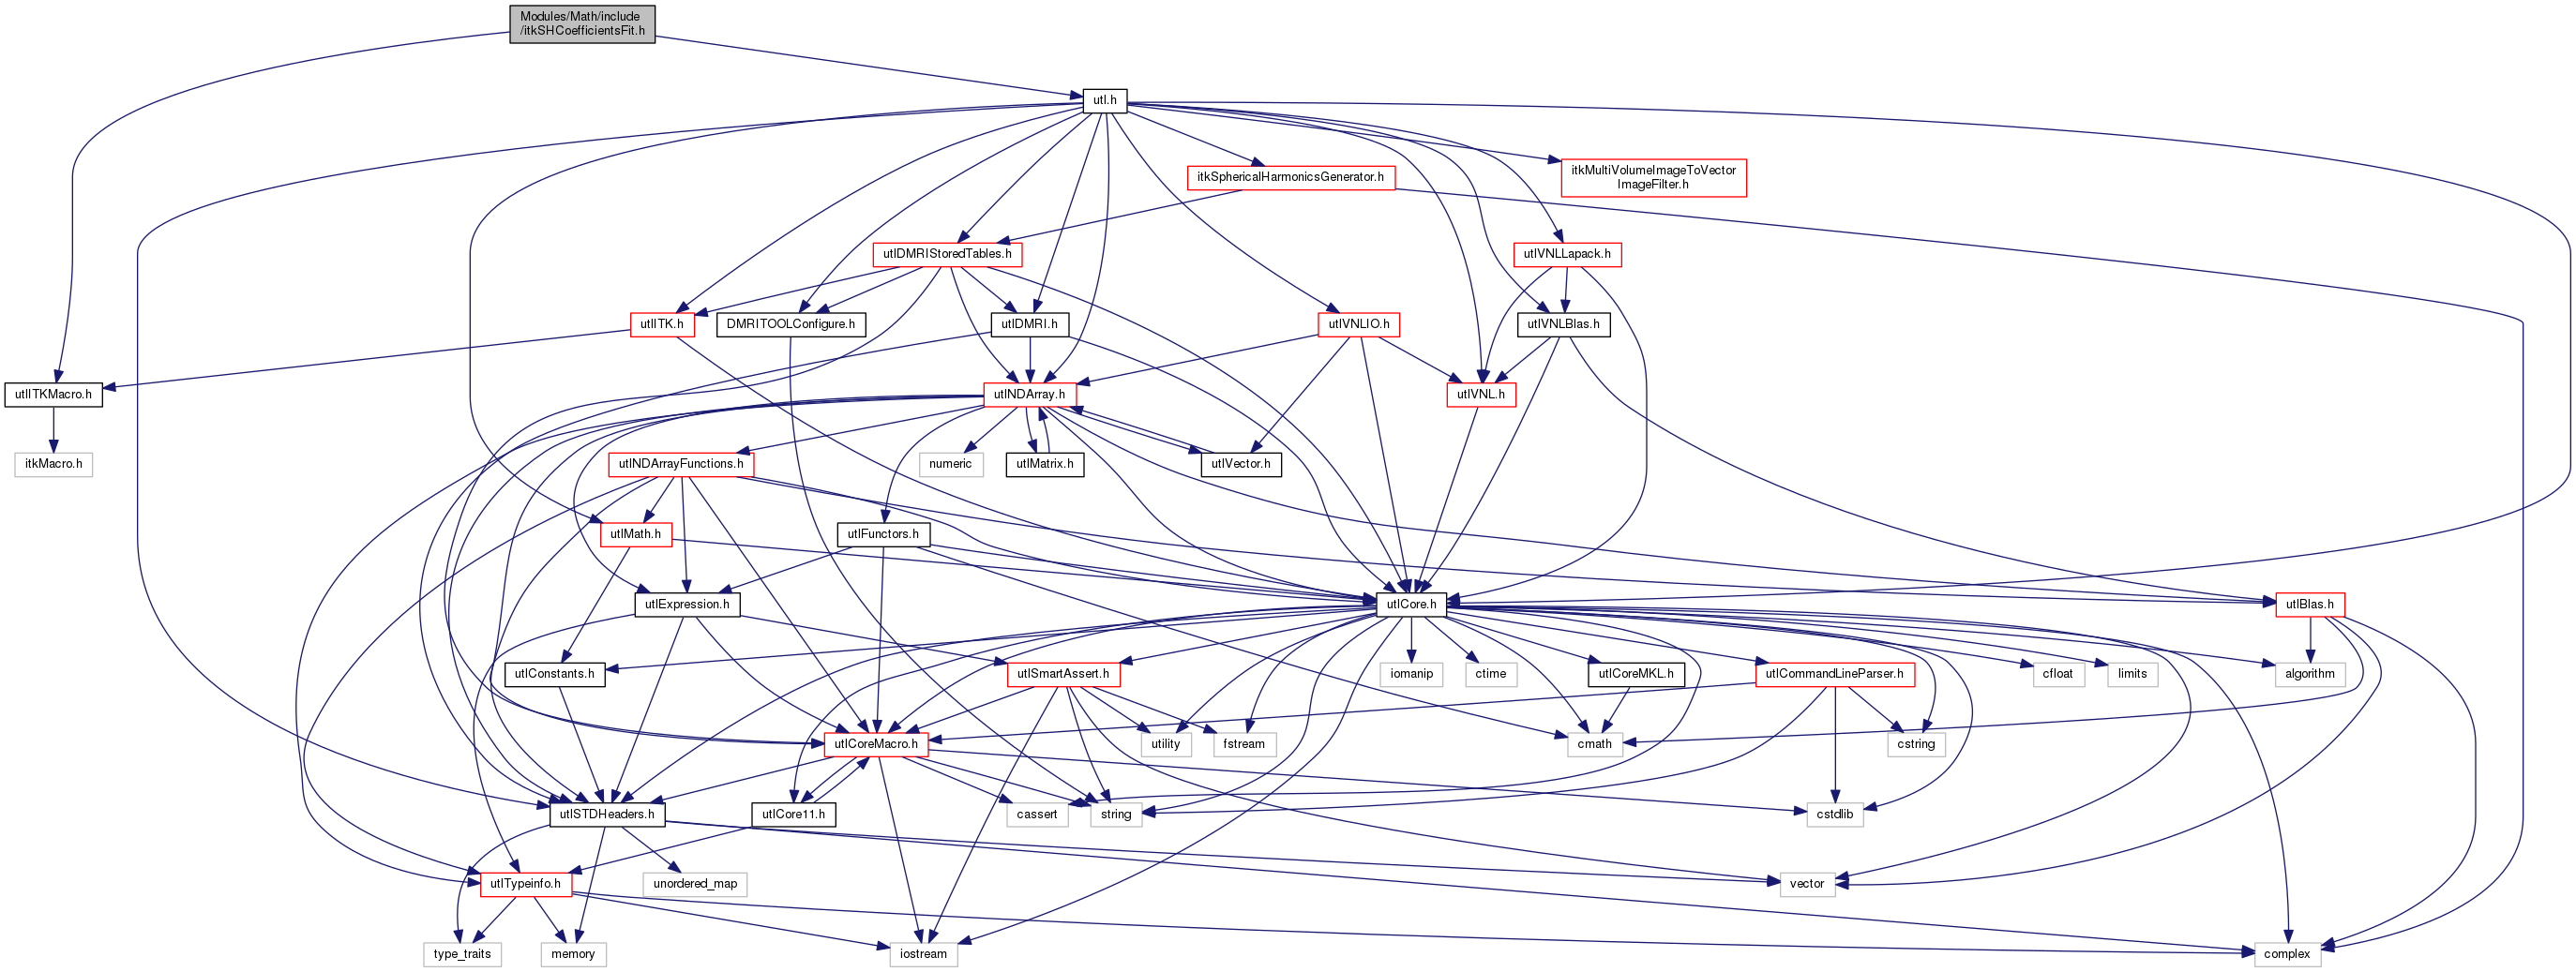 Modules/Math/include
/itkSHCoefficientsFit.h
utl.h
itkSphericalHarmonicsGenerator.h
itkMultiVolumeImageToVector
ImageFilter.h
utlDMRIStoredTables.h
utlVNLLapack.h
utlITK.h
DMRITOOLConfigure.h
utlDMRI.h
utlVNLIO.h
utlVNLBlas.h
utlITKMacro.h
utlNDArray.h
utlVNL.h
itkMacro.h
utlNDArrayFunctions.h
numeric
utlMatrix.h
utlVector.h
utlMath.h
utlFunctors.h
utlExpression.h
utlCore.h
utlBlas.h
utlConstants.h
utlSmartAssert.h
iomanip
ctime
utlCoreMKL.h
utlCommandLineParser.h
cfloat
limits
algorithm
utlCoreMacro.h
utility
fstream
cmath
cstring
utlSTDHeaders.h
utlCore11.h
cassert
string
cstdlib
utlTypeinfo.h
unordered_map
vector
type_traits
memory
iostream
complex